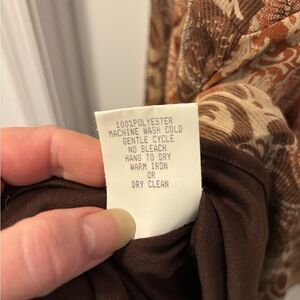 100%POLYESTER
MACHINE WASH COLD
GENTLE CYCLE
NO BLEACH
HANG TO DRY
WARM IRON
OR
DRY CLEAN